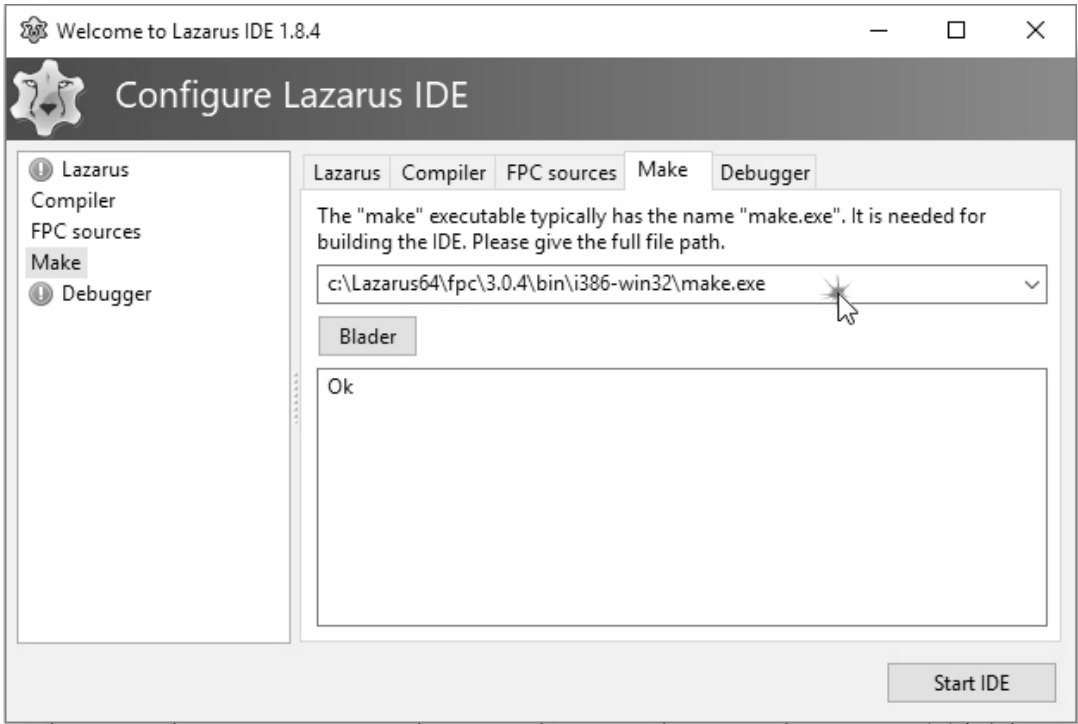 Welcome to Lazarus IDE 1.8.4
Configure Lazarus IDE
Lazarus
Compiler
FPC sources
Make
Debugger
Lazarus Compiler FPC sources Make Debugger
The "make" executable typically has the name "make.exe". It is needed for
building the IDE. Please give the full file path.
c:\Lazarus64\fpc\3.0.4\bin\i386-win32\make.exe
Blader
Ok
Start IDE